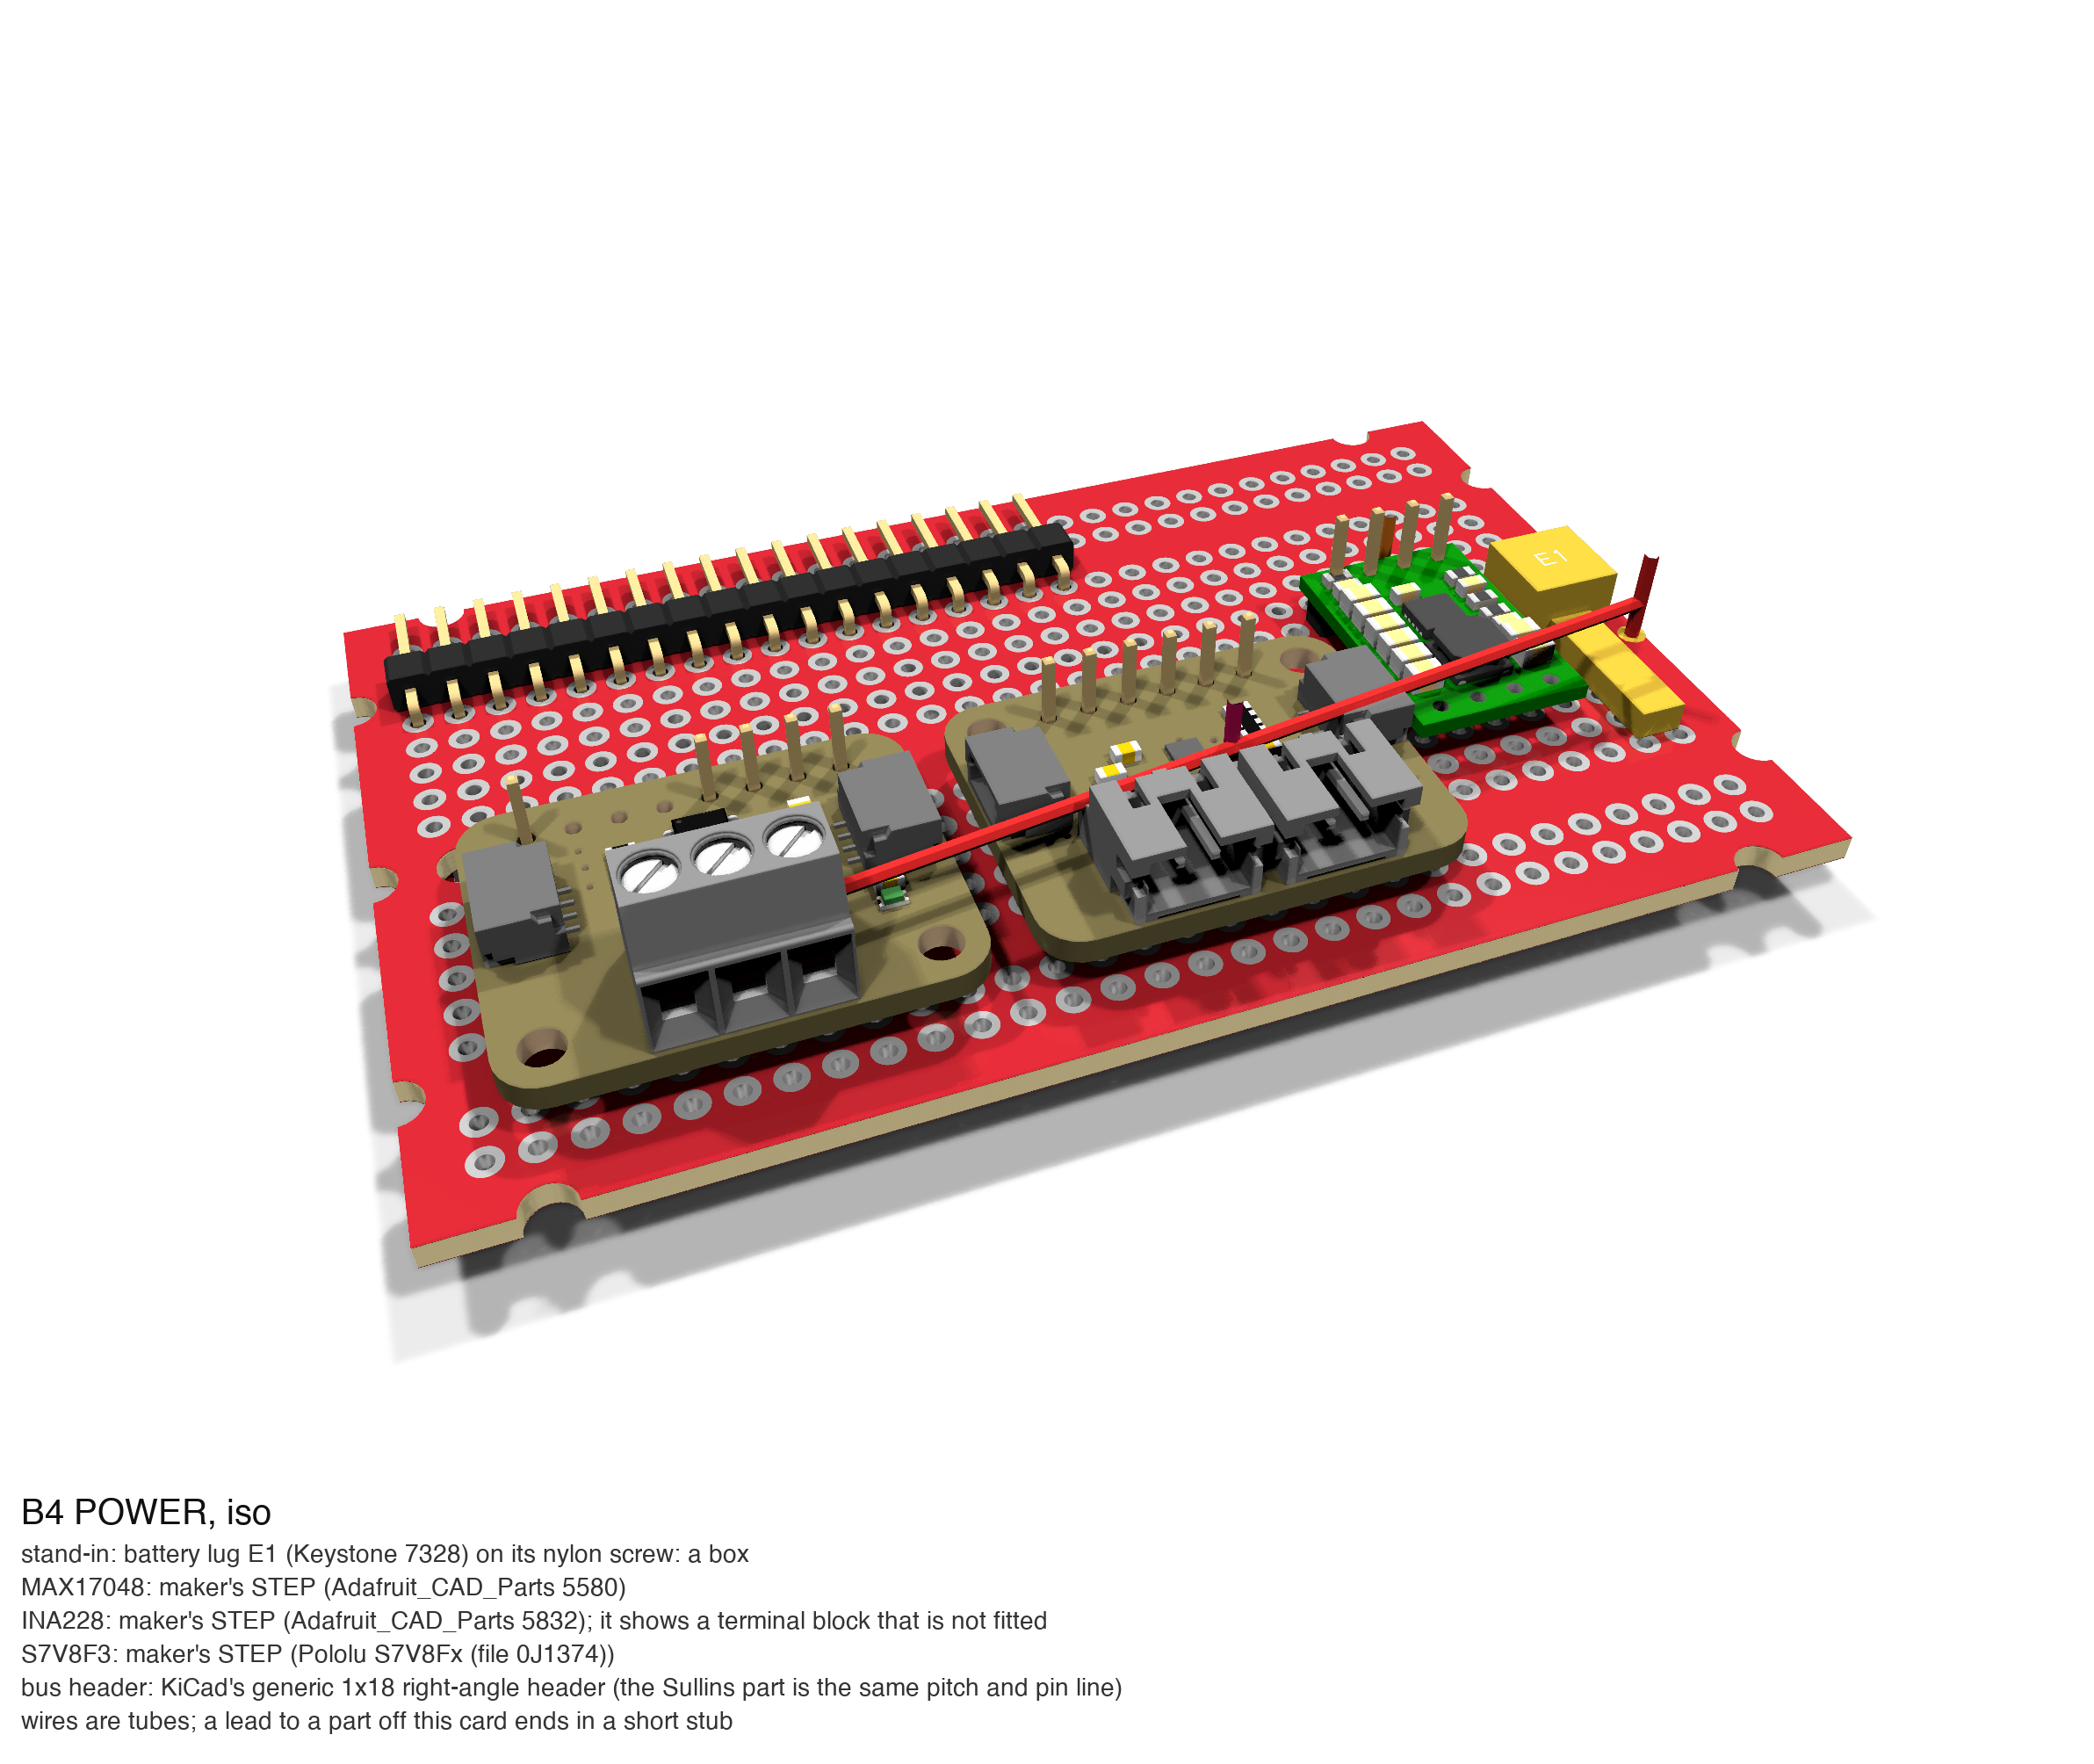 E1
B4 POWER, iso
stand-in: battery lug E1 (Keystone 7328) on its nylon screw: a box
MAX17048: maker's STEP (Adafruit_CAD_Parts 5580)
INA228: maker's STEP (Adafruit_CAD_Parts 5832); it shows a terminal block that is not fitted
S7V8F3: maker's STEP (Pololu S7V8Fx (file 0J1374))
bus header: KiCad's generic 1x18 right-angle header (the Sullins part is the same pitch and pin line)
wires are tubes; a lead to a part off this card ends in a short stub